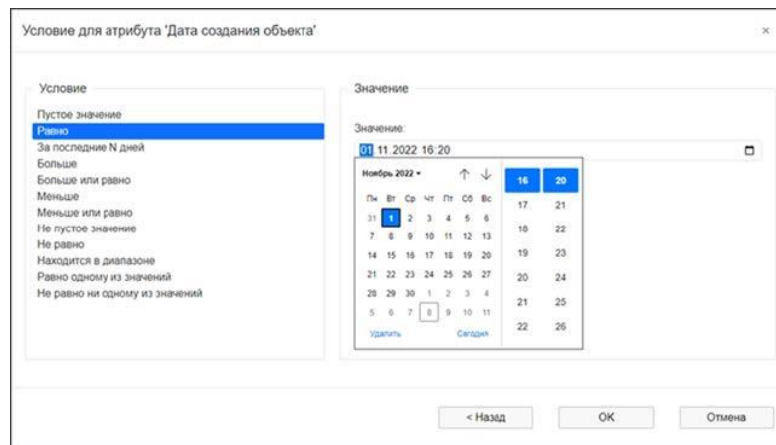 Условие для атрибута 'Дата создания объекта'
×
Условие
Пустое значение
Равно
За последние N дней
Больше
Больше или равно
Меньше
Меньше или равно
Не пустое значение
Не равно
Находится в диапазоне
Равно одному из значений
Не равно ни одному из значений
Значение
Значение:
01.11.2022 16:20
Ноябрь 2022
Пн Вт Ср Чт Пт Сб Вс
31 1 2 3 4 5 6
7 8 9 10 11 12 13
14 15 16 17 18 19 20
21 22 23 24 25 26 27
28 29 30 1 2 3 4
5 6 7 8 9 10 11
Удалить Сегодня
16 20
17 21
18 22
19 23
20 24
21 25
22 26
< Назад
OK
Отмена